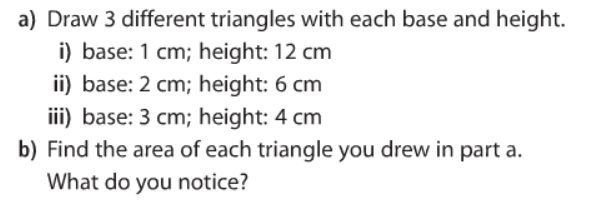 a) Draw 3 different triangles with each base and height.
i) base: 1 cm; height: 12 cm
ii) base: 2 cm; height: 6 cm
iii) base: 3 cm; height: 4 cm
b) Find the area of each triangle you drew in part a.
What do you notice?